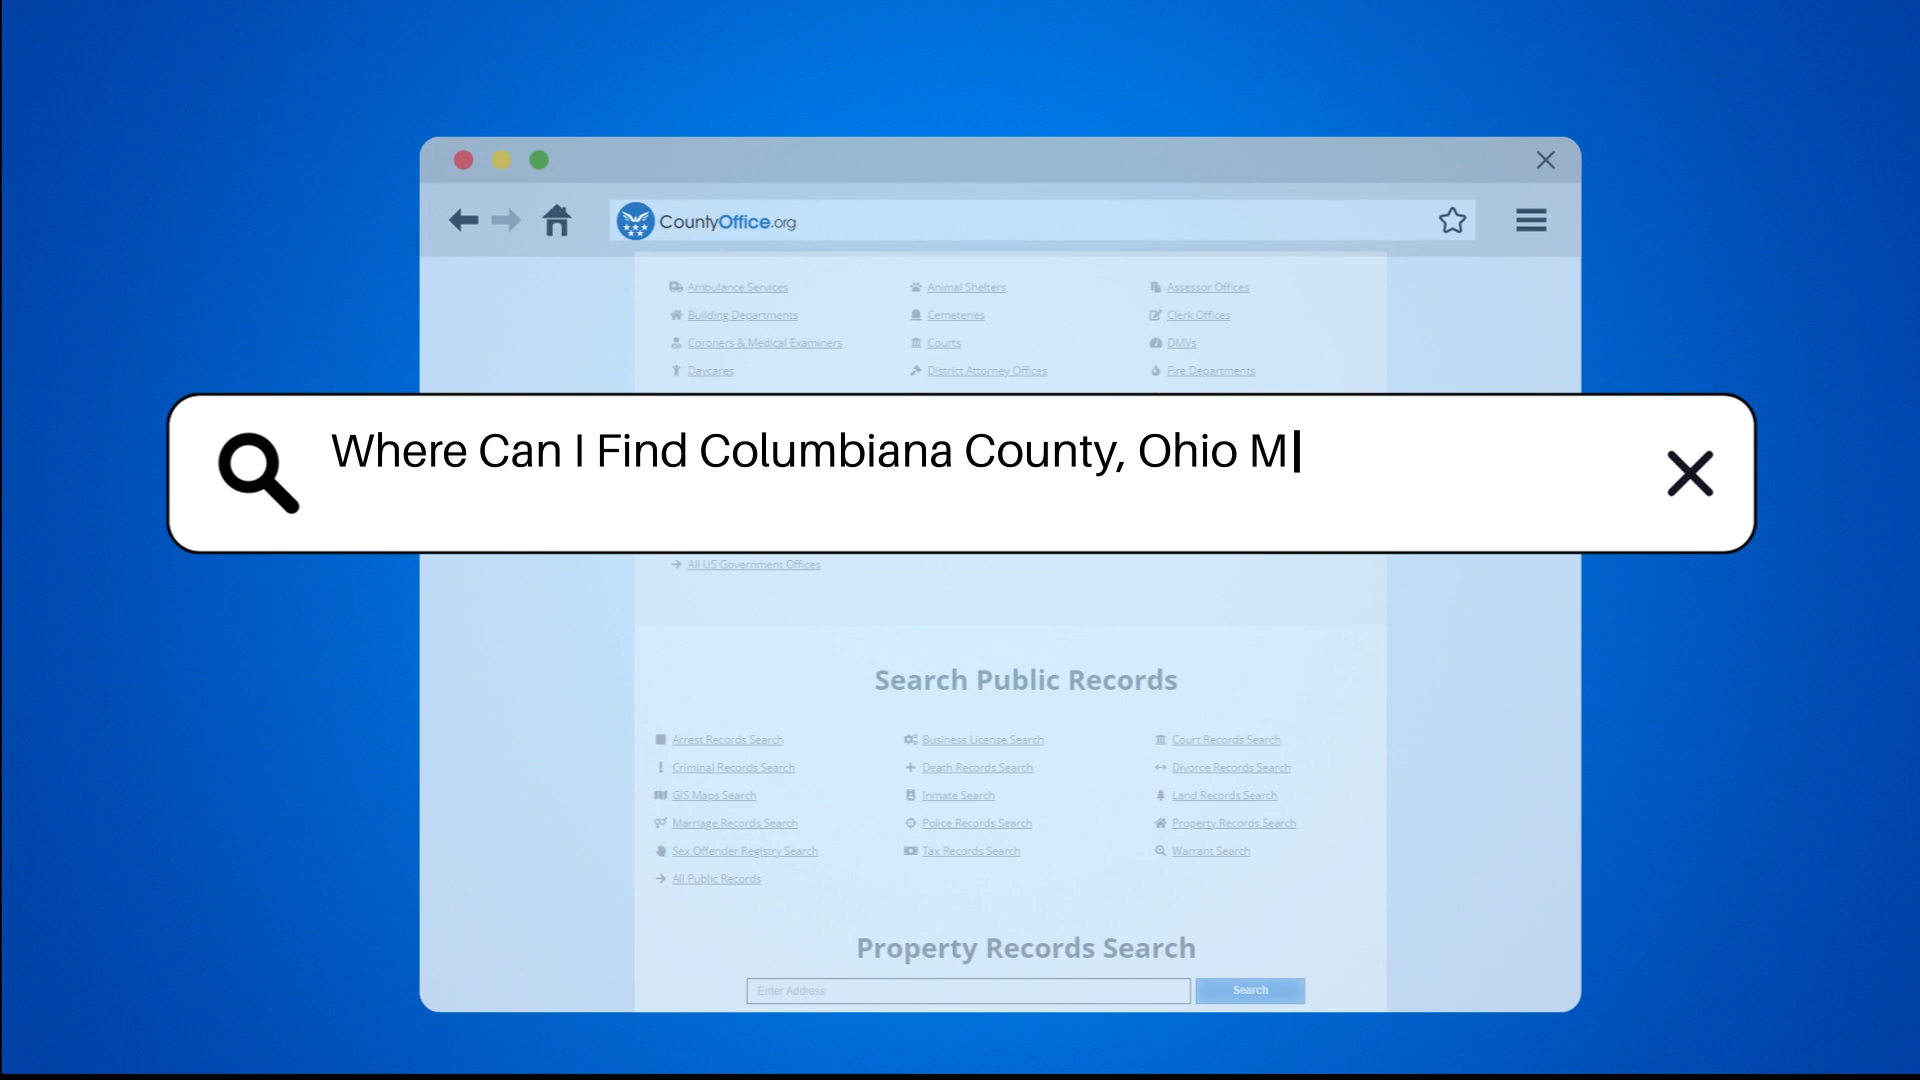 CountyOffice.org
Ambulance Services Animal Shelters Assessor Offices
Building Departments Cemeteries Clerk Offices
Coroners & Medical Examiners Courts DMVs
Daycares District Attorney Offices Fire Departments
Where Can I Find Columbiana County, Ohio M
All US Government Offices
Search Public Records
Arrest Records Search Business License Search Court Records Search
Criminal Records Search Death Records Search Divorce Records Search
GIS Maps Search Inmate Search Land Records Search
Marriage Records Search Police Records Search Property Records Search
Sex Offender Registry Search Tax Records Search Warrant Search
All Public Records
Property Records Search
Enter Address Search